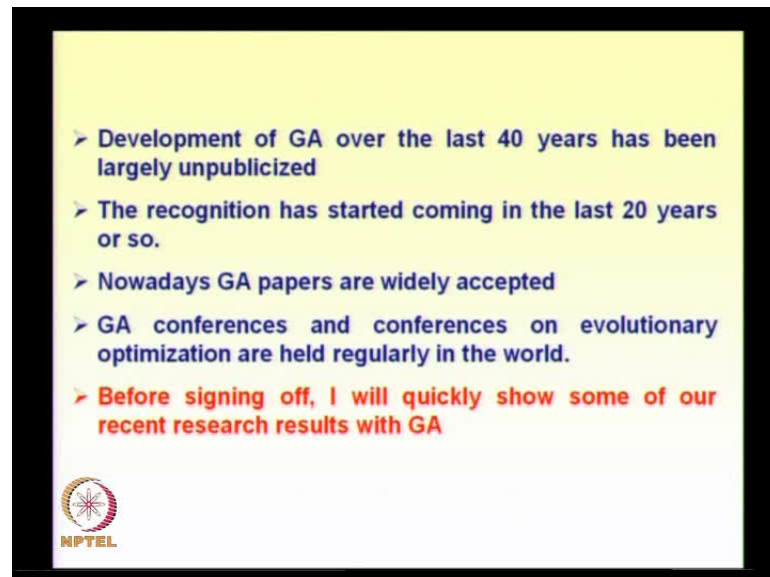 ➢ Development of GA over the last 40 years has been
largely unpublicized
➢ The recognition has started coming in the last 20 years
or so.
➢ Nowadays GA papers are widely accepted
➢ GA conferences and conferences on evolutionary
optimization are held regularly in the world.
➢ Before signing off, I will quickly show some of our
recent research results with GA
NPTEL